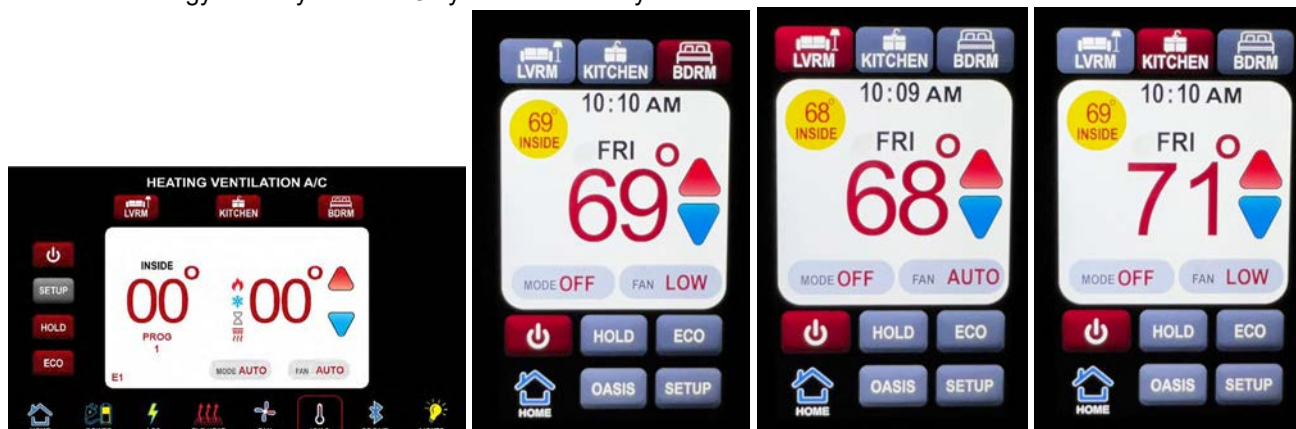 HEATING VENTILATION A/C
LVRM KITCHEN BDRM
SETUP
HOLD
ECO
INSIDE
00° 00°
PROG
1
E1
MODE AUTO FAN AUTO
LVRM KITCHEN BDRM
10:10 AM
69°
INSIDE
FRI
69°
MODE OFF FAN LOW
HOLD ECO
OASIS SETUP
HOME
LVRM KITCHEN BDRM
10:09 AM
68°
INSIDE
FRI
68°
MODE OFF FAN AUTO
HOLD ECO
OASIS SETUP
HOME
LVRM KITCHEN BDRM
10:10 AM
69°
INSIDE
FRI
71°
MODE OFF FAN LOW
HOLD ECO
OASIS SETUP
HOME